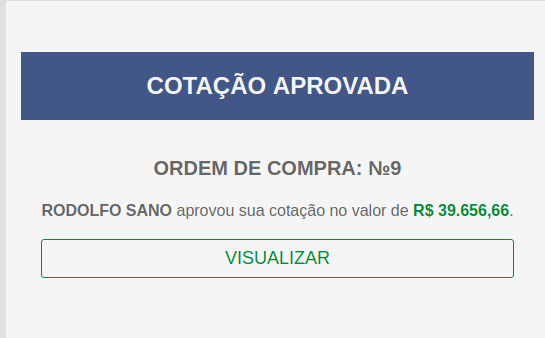 COTAÇÃO APROVADA
ORDEM DE COMPRA: №9
RODOLFO SANO aprovou sua cotação no valor de R$ 39.656,66.
VISUALIZAR